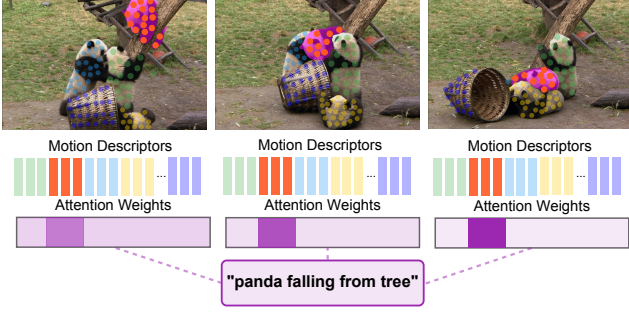 Motion Descriptors Motion Descriptors Motion Descriptors
... ... ...
Attention Weights Attention Weights Attention Weights
"panda falling from tree"